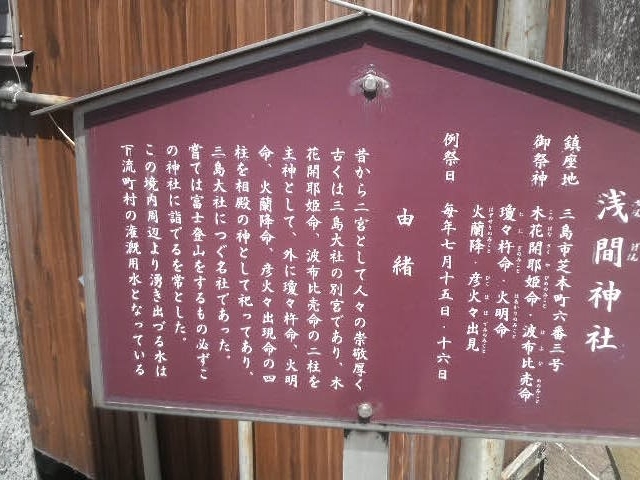 浅間神社
鎮座地　三島市芝本町六番三号
御祭神　木花開耶姫命・波布比売命
瓊々杵命・火明命
火蘭降・彦火々出見
例祭日　毎年七月十五日・十六日
由緒
昔から二宮として人々の崇敬厚く
古くは三島大社の別宮であり、木
花開耶姫命、波布比売命の二柱を
主神として、外に瓊々杵命、火明
命、火蘭降命、彦火々出現命の四
柱を相殿の神として祀ってあり、
三島大社につぐ名社であった。
嘗ては富士登山をするもの必ずこ
の神社に詣でるを常とした。
この境内周辺より湧き出づる水は
下流町村の潅漑用水となっている